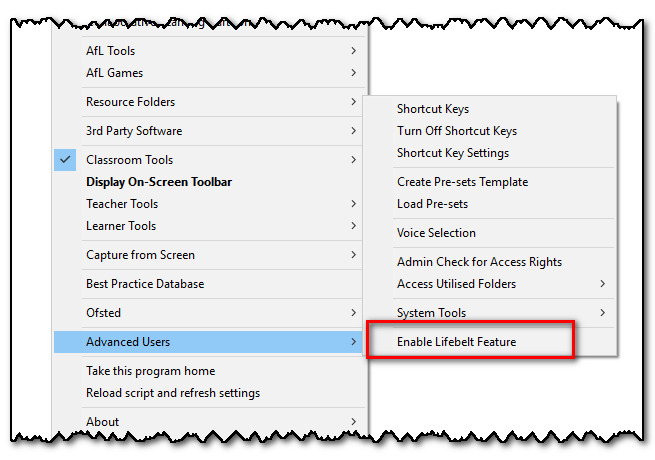 AfL Tools
AfL Games
Resource Folders
3rd Party Software
Classroom Tools
Display On-Screen Toolbar
Teacher Tools
Learner Tools
Capture from Screen
Best Practice Database
Ofsted
Advanced Users
Take this program home
Reload script and refresh settings
About
Shortcut Keys
Turn Off Shortcut Keys
Shortcut Key Settings
Create Pre-sets Template
Load Pre-sets
Voice Selection
Admin Check for Access Rights
Access Utilised Folders
System Tools
Enable Lifebelt Feature